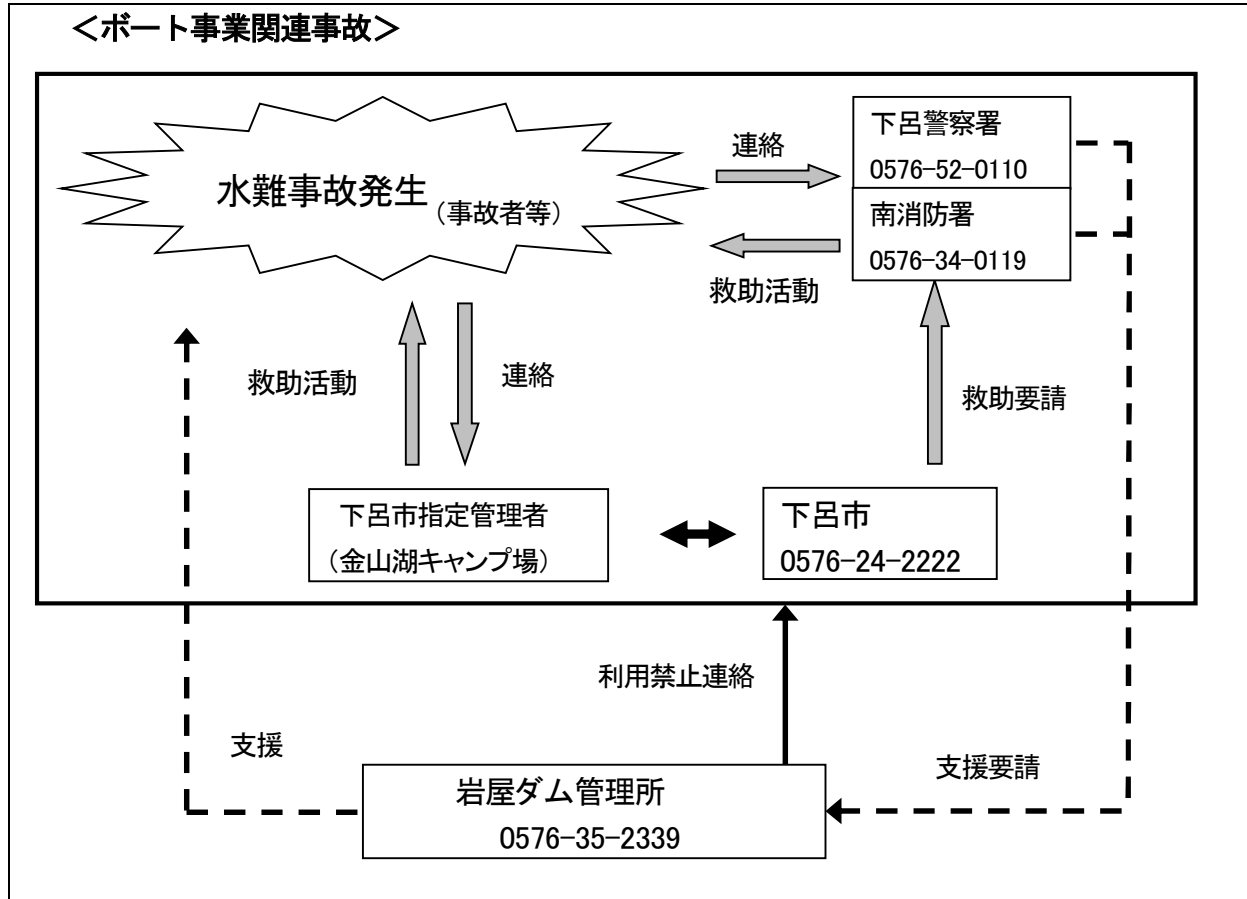 ＜ボート事業関連事故＞
下呂警察署
0576-52-0110
連絡
水難事故発生(事故者等)
南消防署
0576-34-0119
救助活動
救助活動
連絡
救助要請
下呂市指定管理者
(金山湖キャンプ場)
下呂市
0576-24-2222
利用禁止連絡
支援
支援要請
岩屋ダム管理所
0576-35-2339